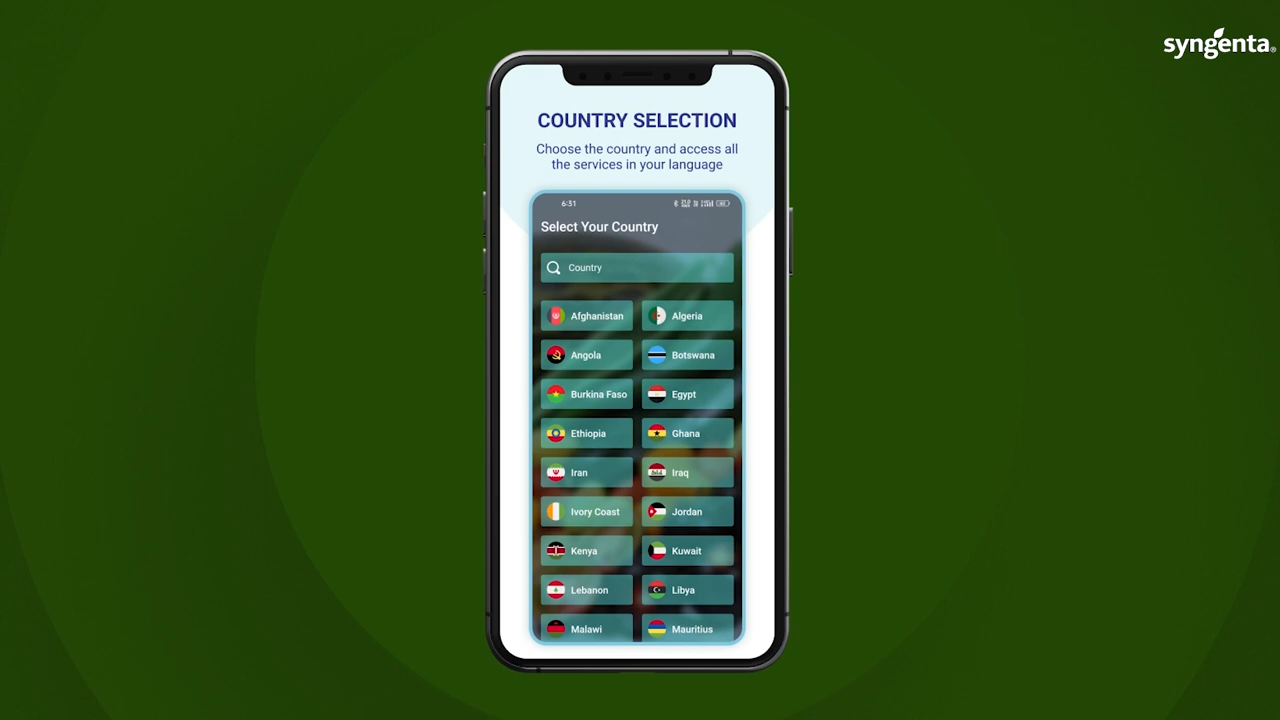 syngenta
COUNTRY SELECTION
Choose the country and access all
the services in your language
6:31
Select Your Country
Country
Afghanistan
Algeria
Angola
Botswana
Burkina Faso
Egypt
Ethiopia
Ghana
Iran
Iraq
Ivory Coast
Jordan
Kenya
Kuwait
Lebanon
Libya
Malawi
Mauritius